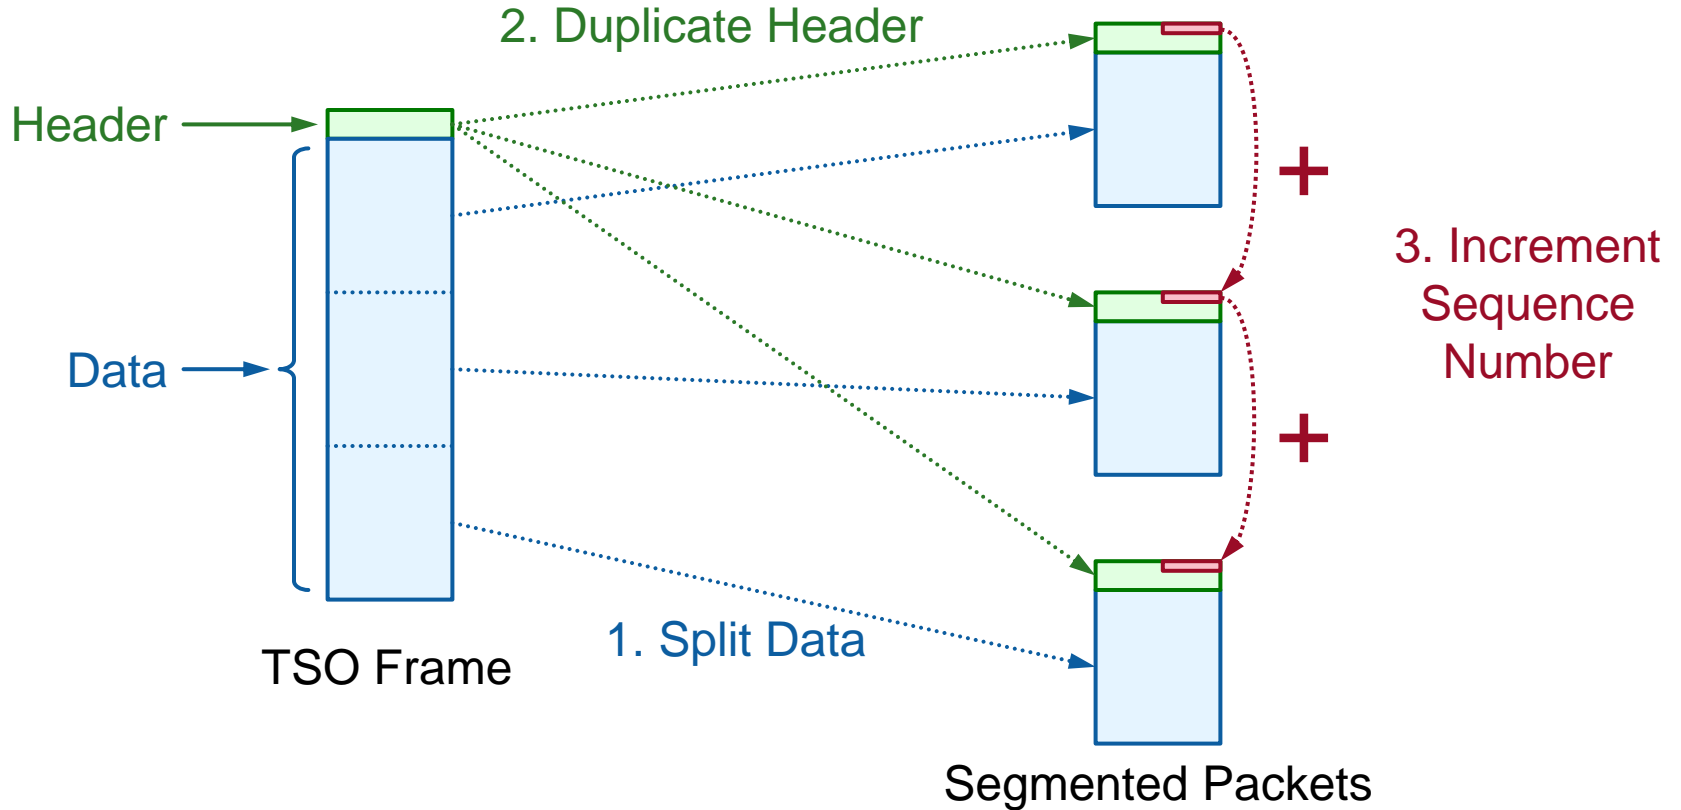 2. Duplicate Header
Header
+
3. Increment
Sequence
Number
Data
+
1. Split Data
TSO Frame
Segmented Packets